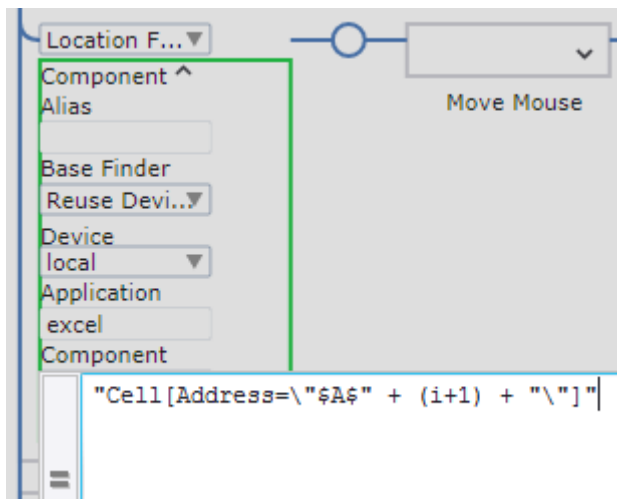 Location F...
Component ^
Alias
Move Mouse
Base Finder
Reuse Devi...
Device
local
Application
excel
Component
"Cell[Address=\"$A$" + (i+1) + "\"]"
=